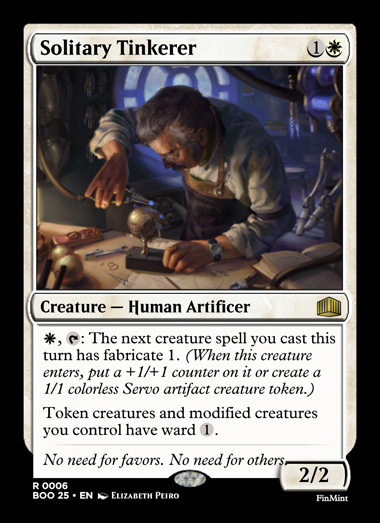 Solitary Tinkerer 1
Creature — Human Artificer
, : The next creature spell you cast this
turn has fabricate 1. (When this creature
enters, put a +1/+1 counter on it or create a
1/1 colorless Servo artifact creature token.)
Token creatures and modified creatures
you control have ward 1.
No need for favors. No need for others.
2/2
R 0006
BOO 25 • EN Elizabeth Peiro
FinMint